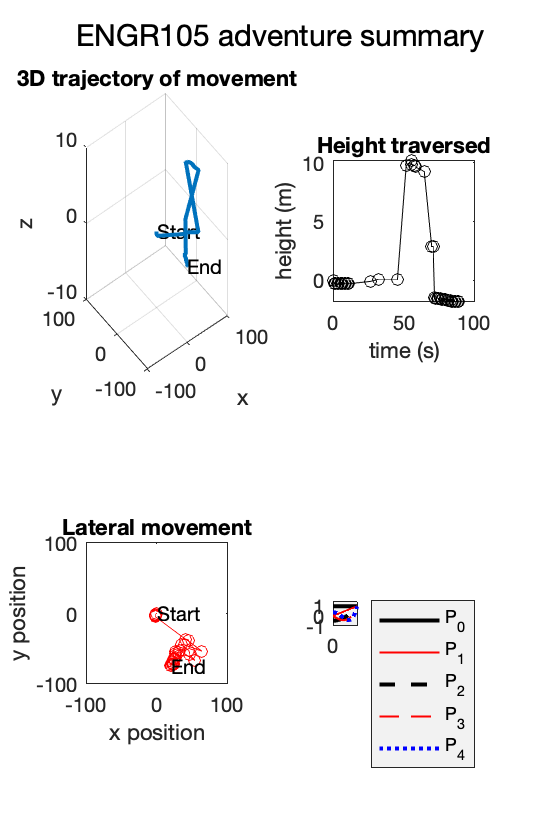 ENGR105 adventure summary
3D trajectory of movement
10
0
-10
z
Start
End
100
0
-100
y
-100
0
100
x
Height traversed
10
5
0
height (m)
0
50
100
time (s)
Lateral movement
100
0
-100
y position
Start
End
-100
0
100
x position
1
0
-1
0
P0
P1
P2
P3
P4